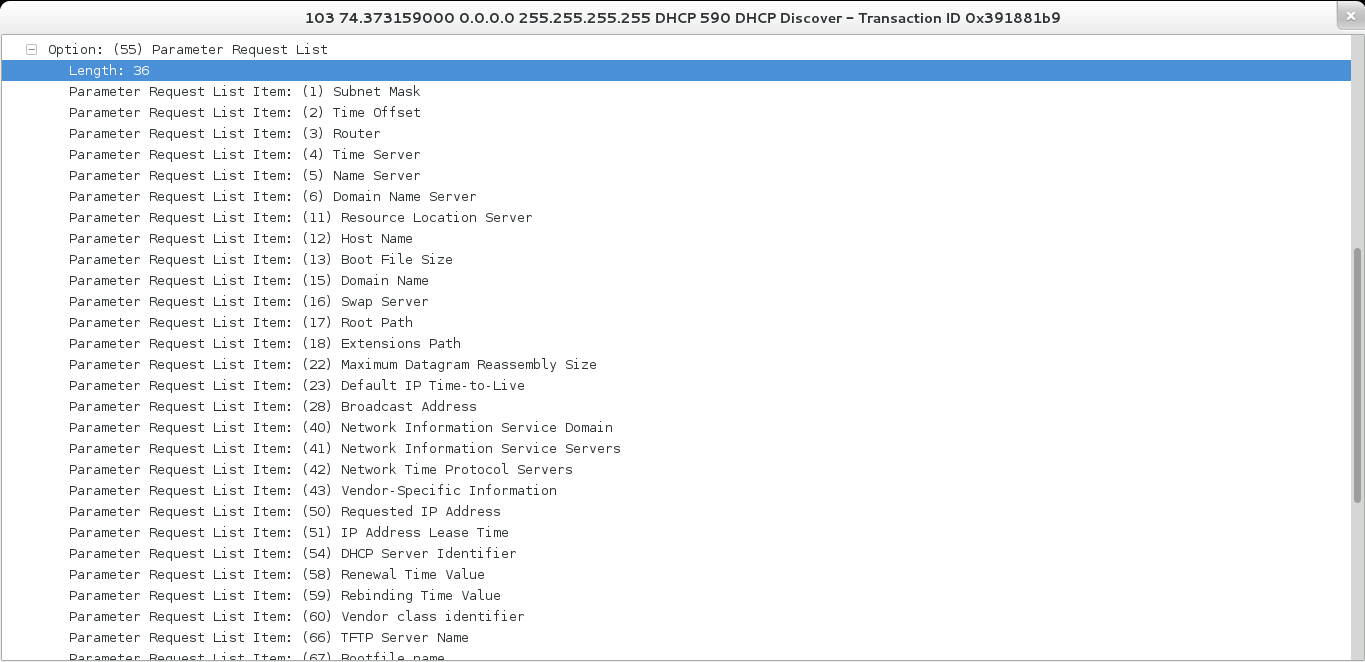 103 74.373159000 0.0.0.0 255.255.255.255 DHCP 590 DHCP Discover – Transaction ID 0x391881b9
Option: (55) Parameter Request List
Length: 36
Parameter Request List Item: (1) Subnet Mask
Parameter Request List Item: (2) Time Offset
Parameter Request List Item: (3) Router
Parameter Request List Item: (4) Time Server
Parameter Request List Item: (5) Name Server
Parameter Request List Item: (6) Domain Name Server
Parameter Request List Item: (11) Resource Location Server
Parameter Request List Item: (12) Host Name
Parameter Request List Item: (13) Boot File Size
Parameter Request List Item: (15) Domain Name
Parameter Request List Item: (16) Swap Server
Parameter Request List Item: (17) Root Path
Parameter Request List Item: (18) Extensions Path
Parameter Request List Item: (22) Maximum Datagram Reassembly Size
Parameter Request List Item: (23) Default IP Time-to-Live
Parameter Request List Item: (28) Broadcast Address
Parameter Request List Item: (40) Network Information Service Domain
Parameter Request List Item: (41) Network Information Service Servers
Parameter Request List Item: (42) Network Time Protocol Servers
Parameter Request List Item: (43) Vendor-Specific Information
Parameter Request List Item: (50) Requested IP Address
Parameter Request List Item: (51) IP Address Lease Time
Parameter Request List Item: (54) DHCP Server Identifier
Parameter Request List Item: (58) Renewal Time Value
Parameter Request List Item: (59) Rebinding Time Value
Parameter Request List Item: (60) Vendor class identifier
Parameter Request List Item: (66) TFTP Server Name
Parameter Request List Item: (67) Bootfile name